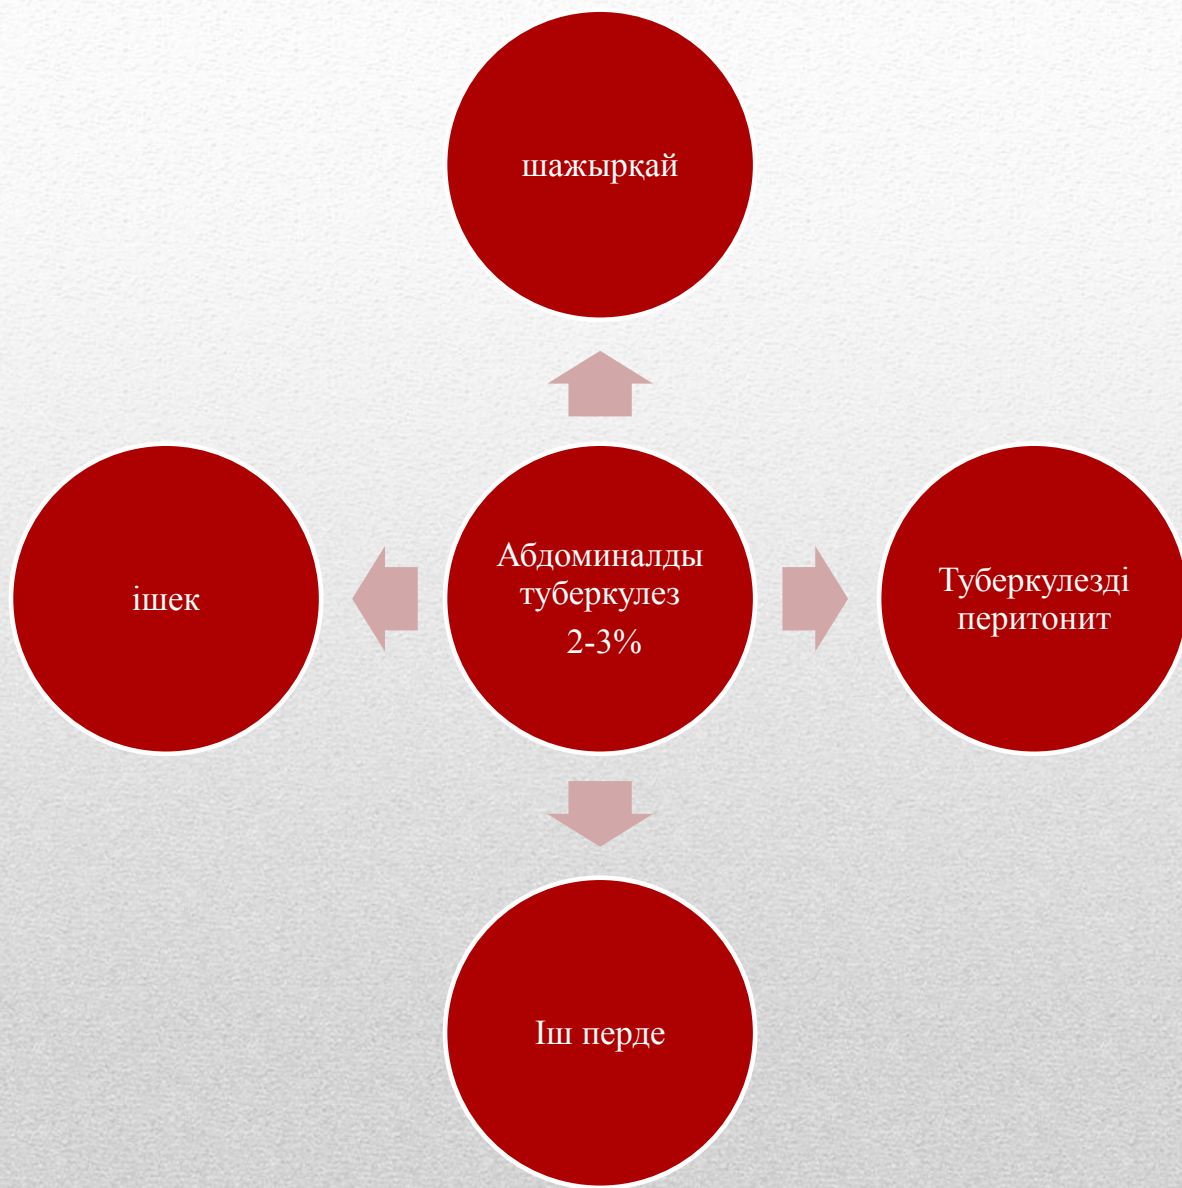 шажырқай
ішек
Абдоминалды
туберкулез
2-3%
Туберкулезді
перитонит
Іш перде